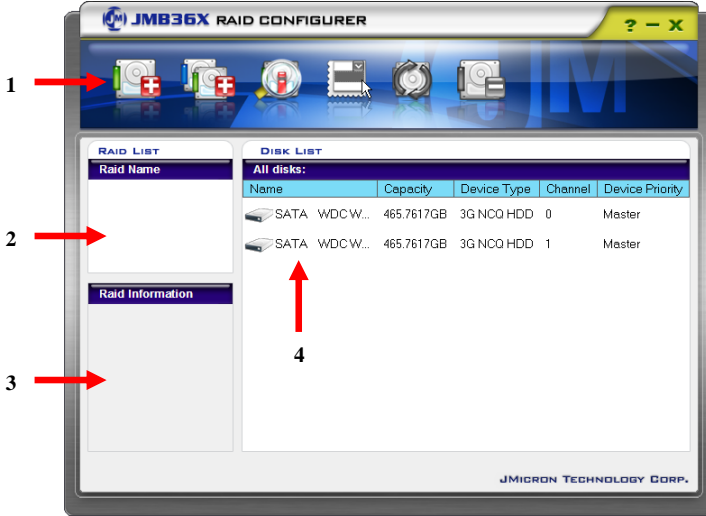 JMB36X RAID CONFIGURER
? – X
1
RAID LIST
Raid Name
2
Raid Information
3
DISK LIST
All disks:
Name Capacity Device Type Channel Device Priority
SATA WDC W... 465.7617GB 3G NCQ HDD 0 Master
SATA WDC W... 465.7617GB 3G NCQ HDD 1 Master
4
JMICRON TECHNOLOGY CORP.
JM